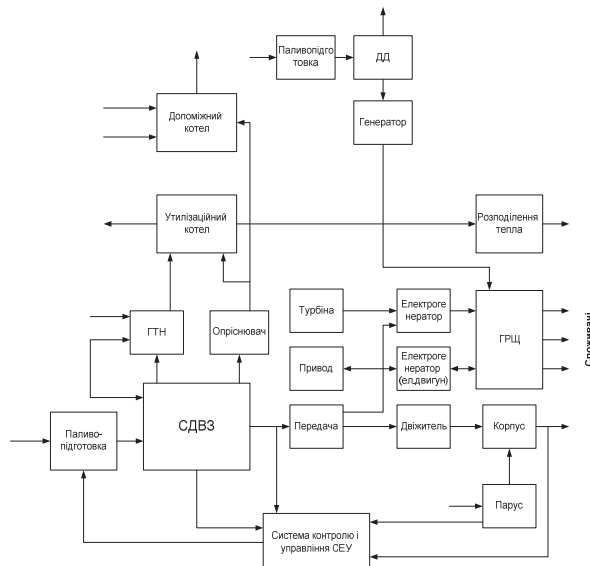 Паливопідго
товка
ДД
Допоміжний
котел
Генератор
Утилізаційний
котел
Розподілення
тепла
Турбіна
Електроге
нератор
ГРЩ
Споживачі
ГТН
Опріснювач
Привод
Електроге
нератор
(ел,двигун)
СДВЗ
Паливо-
підготовка
Передача
Двіжитель
Корпус
Парус
Система контролю і
управління СЕУ